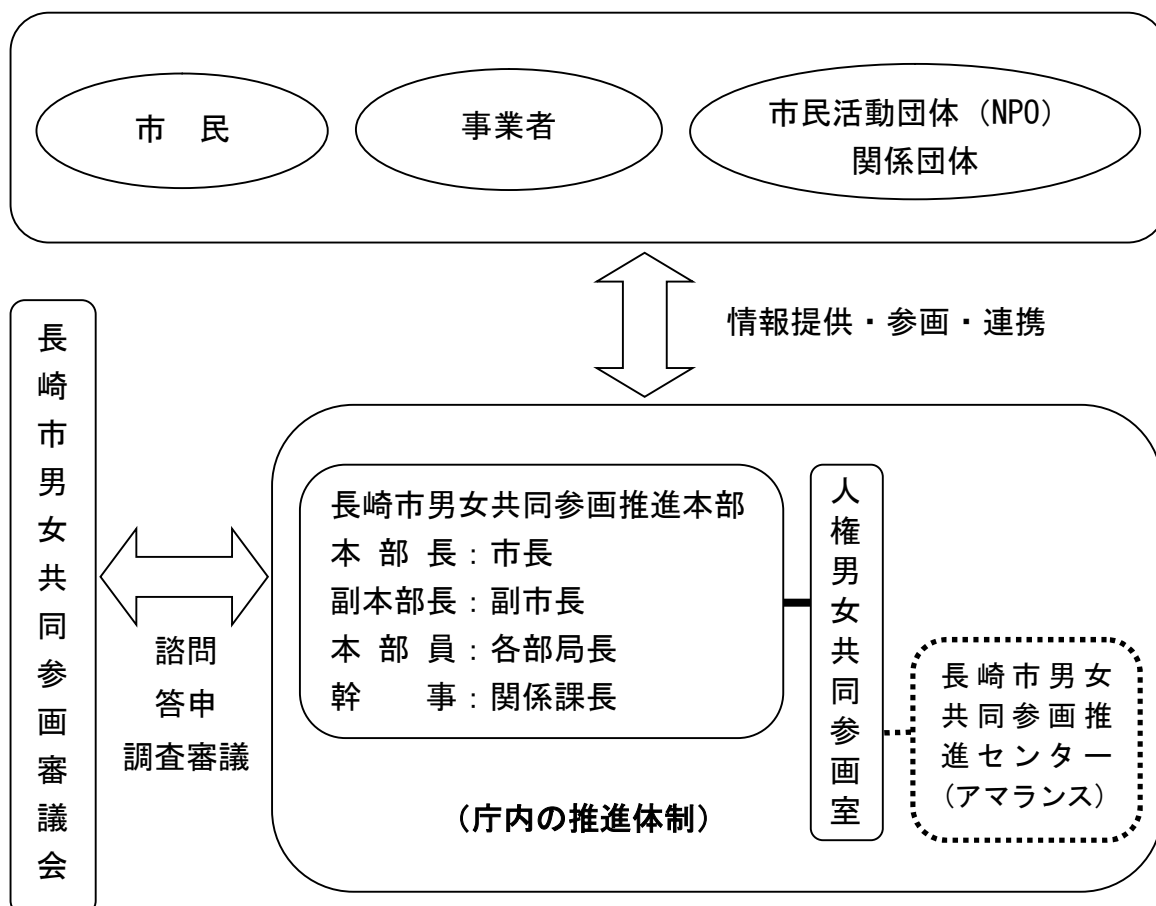 市　民
事業者
市民活動団体（NPO）
関係団体
情報提供・参画・連携
長崎市男女共同参画審議会
諮問
答申
調査審議
長崎市男女共同参画推進本部
本 部 長：市長
副本部長：副市長
本 部 員：各部局長
幹　　事：関係課長
人権男女共同参画室
長崎市男女
共同参画推
進センター
（アマランス）
（庁内の推進体制）